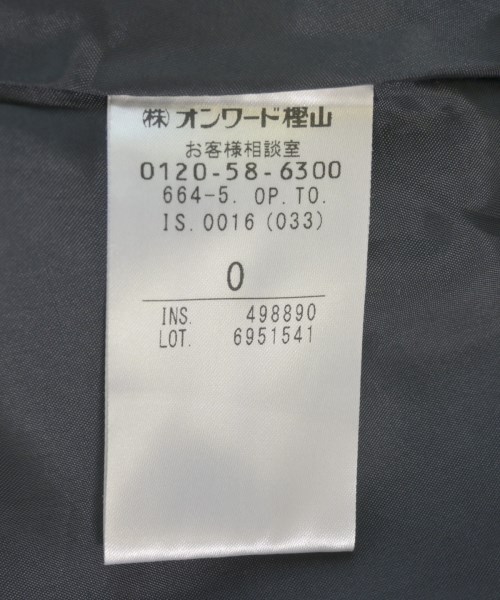 ㈱オンワード樫山
お客様相談室
0120-58-6300
664-5. OP.TO.
IS.0016(033)
0
INS. 498890
LOT. 6951541